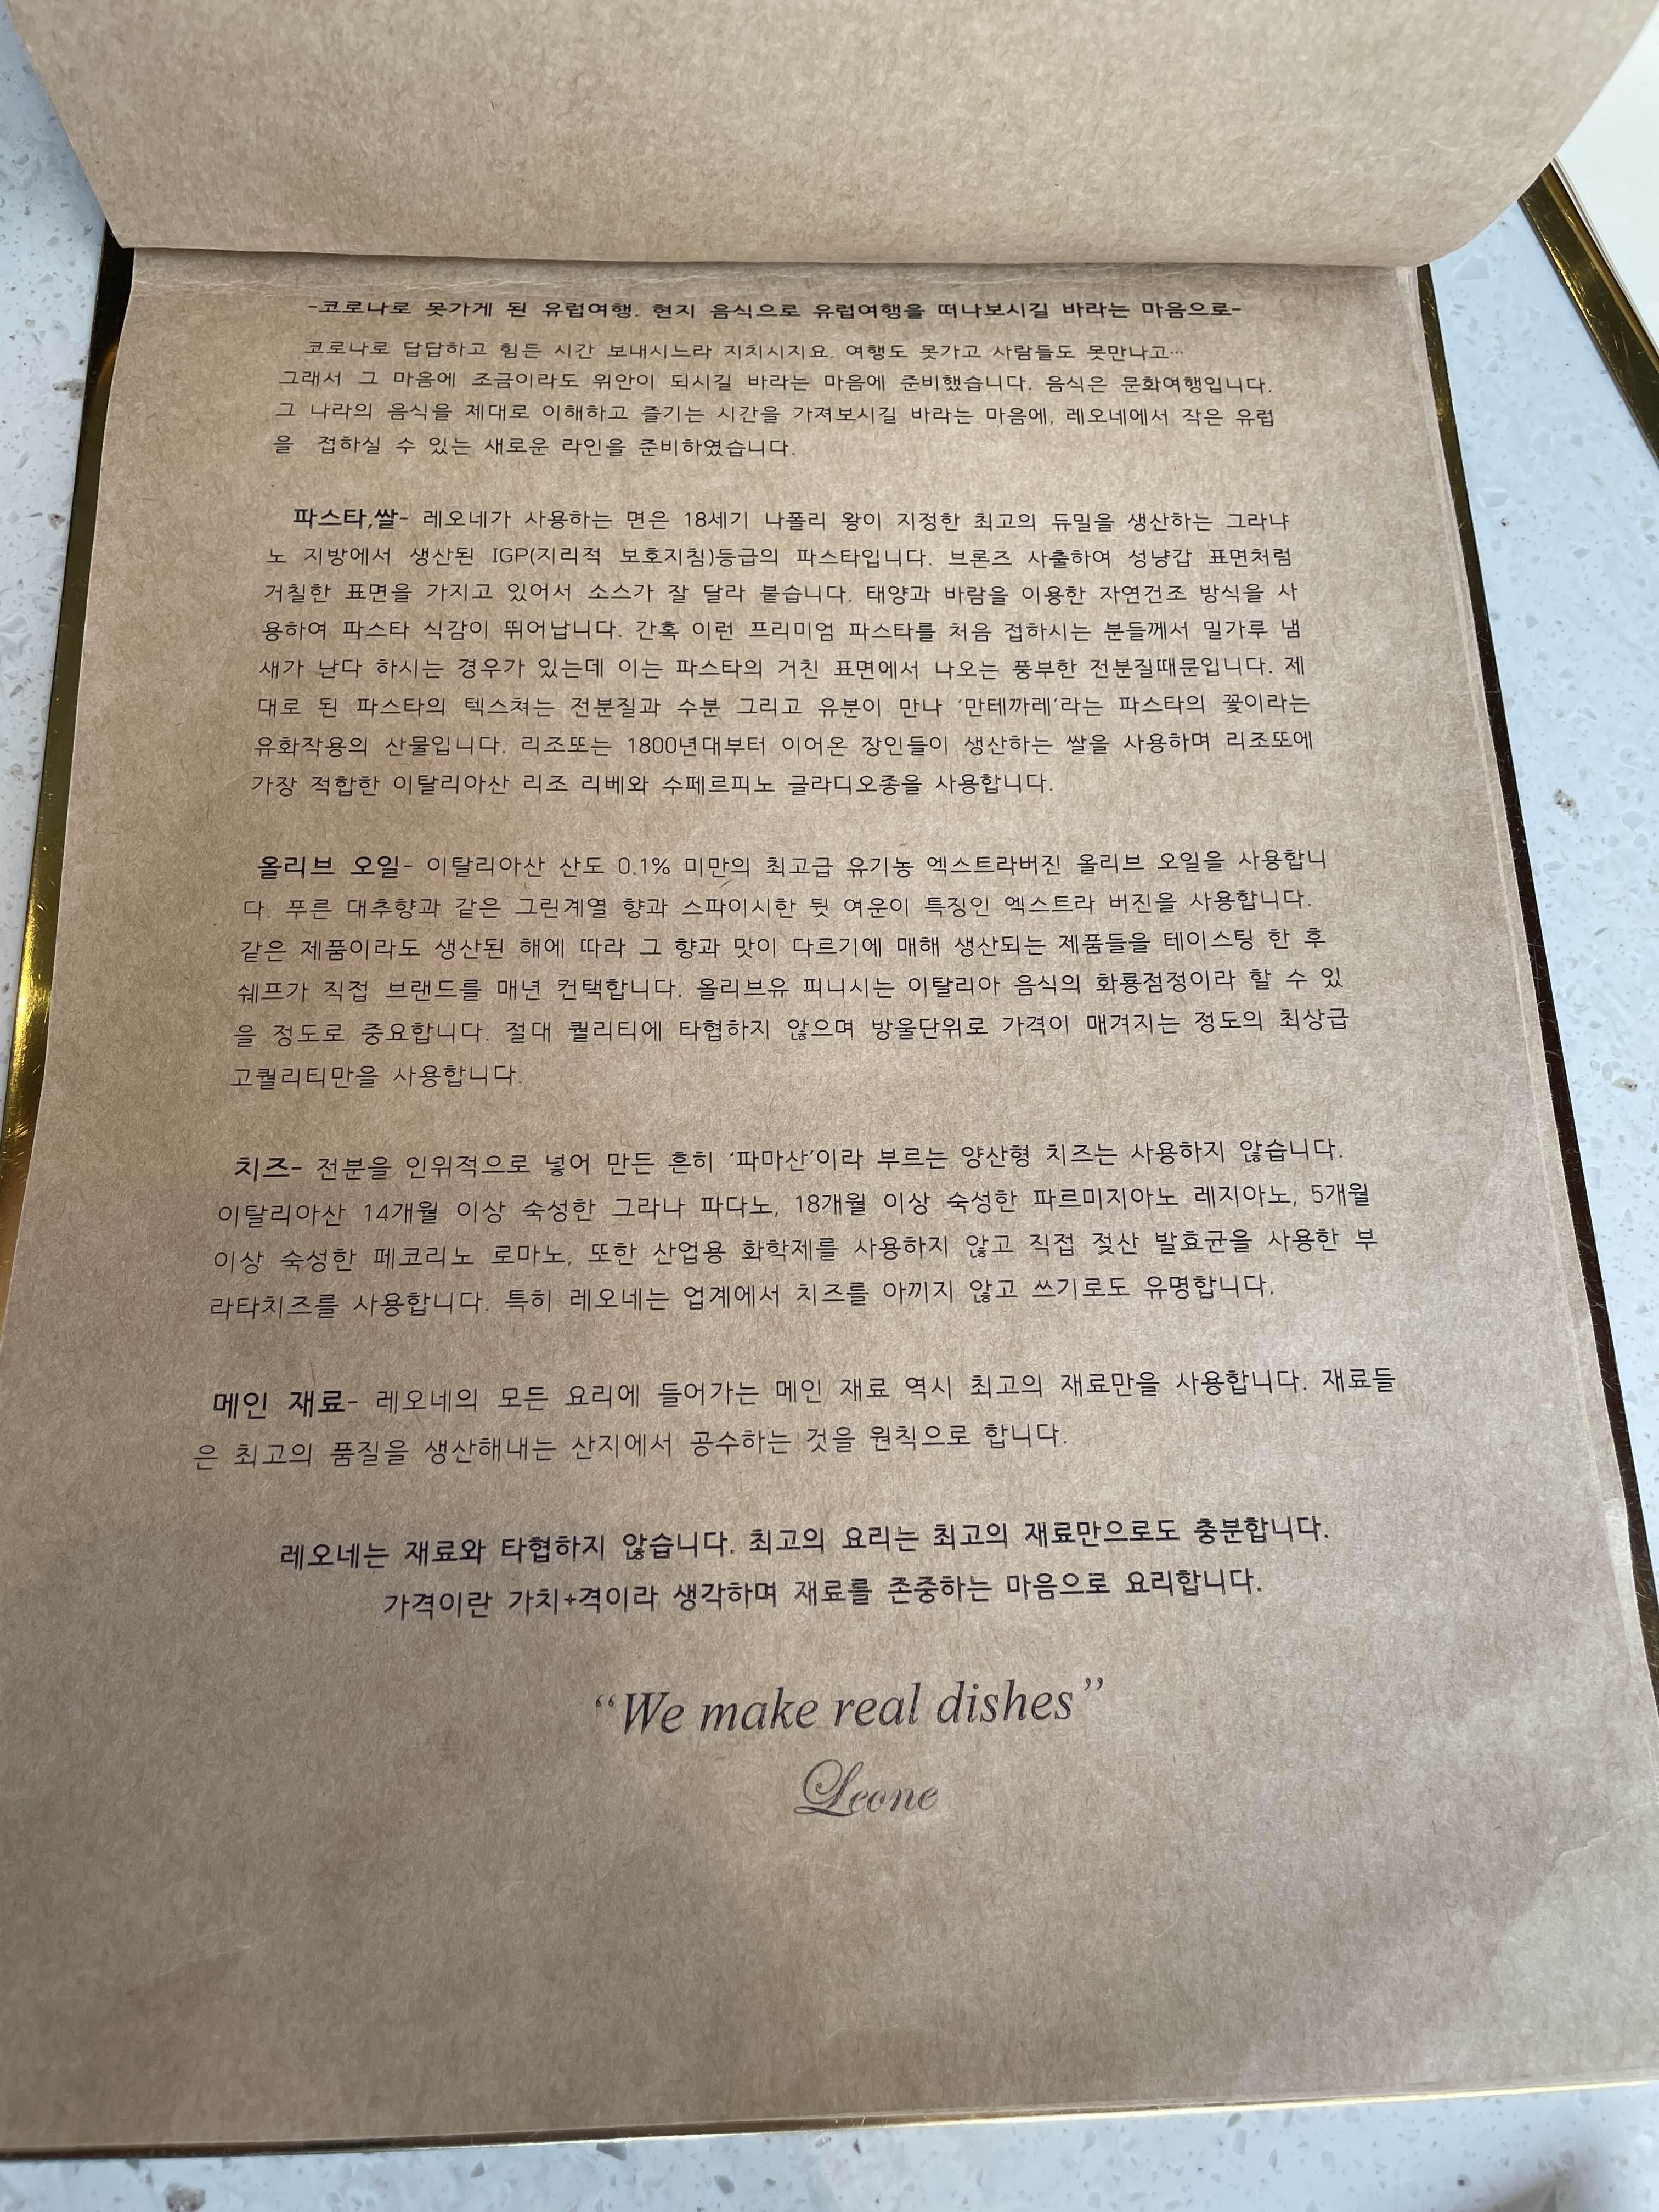 -코로나로 못가게 된 유럽여행. 현지 음식으로 유럽여행을 떠나보시길 바라는 마음으로-
코로나로 답답하고 힘든 시간 보내시느라 지치시지요. 여행도 못가고 사람들도 못만나고…
그래서 그 마음에 조금이라도 위안이 되시길 바라는 마음에 준비했습니다. 음식은 문화여행입니다.
그 나라의 음식을 제대로 이해하고 즐기는 시간을 가져보시길 바라는 마음에, 레오네에서 작은 유럽
을 접하실 수 있는 새로운 라인을 준비하였습니다.
파스타,쌀- 레오네가 사용하는 면은 18세기 나폴리 왕이 지정한 최고의 듀밀을 생산하는 그라냐
노 지방에서 생산된 IGP(지리적 보호지침)등급의 파스타입니다. 브론즈 사출하여 성냥갑 표면처럼
거칠한 표면을 가지고 있어서 소스가 잘 달라 붙습니다. 태양과 바람을 이용한 자연건조 방식을 사
용하여 파스타 식감이 뛰어납니다. 간혹 이런 프리미엄 파스타를 처음 접하시는 분들께서 밀가루 냄
새가 난다 하시는 경우가 있는데 이는 파스타의 거친 표면에서 나오는 풍부한 전분질때문입니다. 제
대로 된 파스타의 텍스쳐는 전분질과 수분 그리고 유분이 만나 '만테까레'라는 파스타의 꽃이라는
유화작용의 산물입니다. 리조또는 1800년대부터 이어온 장인들이 생산하는 쌀을 사용하며 리조또에
가장 적합한 이탈리아산 리조 리베와 수페르피노 글라디오종을 사용합니다.
올리브 오일- 이탈리아산 산도 0.1% 미만의 최고급 유기농 엑스트라버진 올리브 오일을 사용합니
다. 푸른 대추향과 같은 그린계열 향과 스파이시한 뒷 여운이 특징인 엑스트라 버진을 사용합니다.
같은 제품이라도 생산된 해에 따라 그 향과 맛이 다르기에 매해 생산되는 제품들을 테이스팅 한 후
쉐프가 직접 브랜드를 매년 컨택합니다. 올리브유 피니시는 이탈리아 음식의 화룡점정이라 할 수 있
을 정도로 중요합니다. 절대 퀄리티에 타협하지 않으며 방울단위로 가격이 매겨지는 정도의 최상급
고퀄리티만을 사용합니다.
치즈- 전분을 인위적으로 넣어 만든 흔히 '파마산'이라 부르는 양산형 치즈는 사용하지 않습니다.
이탈리아산 14개월 이상 숙성한 그라나 파다노, 18개월 이상 숙성한 파르미지아노 레지아노, 5개월
이상 숙성한 페코리노 로마노, 또한 산업용 화학제를 사용하지 않고 직접 젖산 발효균을 사용한 부
라타치즈를 사용합니다. 특히 레오네는 업계에서 치즈를 아끼지 않고 쓰기로도 유명합니다.
메인 재료- 레오네의 모든 요리에 들어가는 메인 재료 역시 최고의 재료만을 사용합니다. 재료들
은 최고의 품질을 생산해내는 산지에서 공수하는 것을 원칙으로 합니다.
레오네는 재료와 타협하지 않습니다. 최고의 요리는 최고의 재료만으로도 충분합니다.
가격이란 가치+격이라 생각하며 재료를 존중하는 마음으로 요리합니다.
“We make real dishes”
Leone